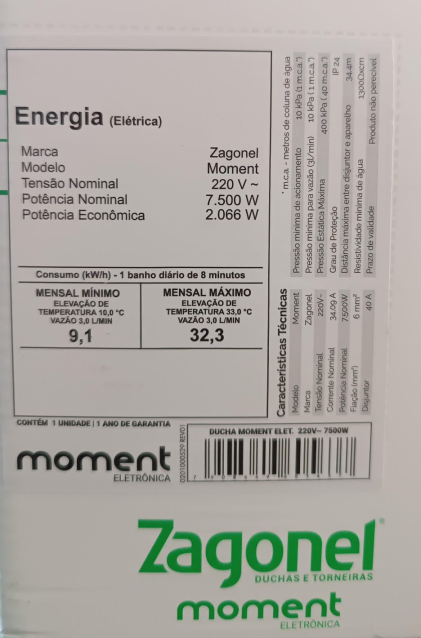 Energia (Elétrica)
Marca Zagonel
Modelo Moment
Tensão Nominal 220 V ~
Potência Nominal 7.500 W
Potência Econômica 2.066 W
Consumo (kW/h) - 1 banho diário de 8 minutos
MENSAL MÍNIMO
ELEVAÇÃO DE
TEMPERATURA 10,0 °C
VAZÃO 3,0 L/MIN
9,1
MENSAL MÁXIMO
ELEVAÇÃO DE
TEMPERATURA 33,0 °C
VAZÃO 3,0 L/MIN
32,3
Características Técnicas
Modelo Moment
Marca Zagonel
Tensão Nominal 220V~
Corrente Nominal 34,09 A
Potência Nominal 7.500W
Fiação (mm²) 6 mm²
Disjuntor 40 A
* m.c.a. - metros de coluna de água
Pressão mínima de acionamento 10 kPa (1 m.c.a.*)
Pressão mínima para vazão (3L/min) 10 kPa (1 m.c.a.*)
Pressão Estática Máxima 400 kPa (40 m.c.a.*)
Grau de Proteção IP 24
Distância máxima entre disjuntor e aparelho 34,4m
Resistividade mínima de água 1300Ωxcm
Prazo de validade Produto não perecível
CONTÉM 1 UNIDADE | 1 ANO DE GARANTIA
moment
ELETRÔNICA
DUCHA MOMENT ELET. 220V~ 7500W
Zagonel
DUCHAS E TORNEIRAS
moment
ELETRÔNICA